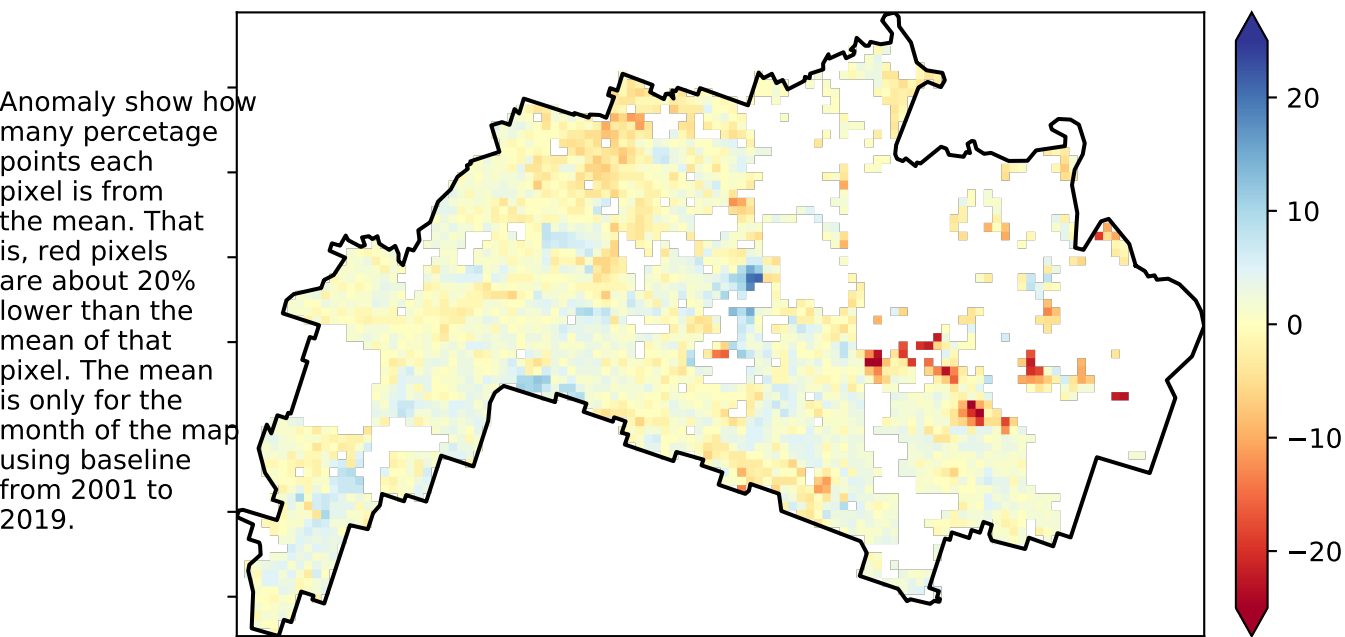 Anomaly show how
many percetage
points each
pixel is from
the mean. That
is, red pixels
are about 20%
lower than the
mean of that
pixel. The mean
is only for the
month of the map
using baseline
from 2001 to
2019.
20
10
0
−10
−20